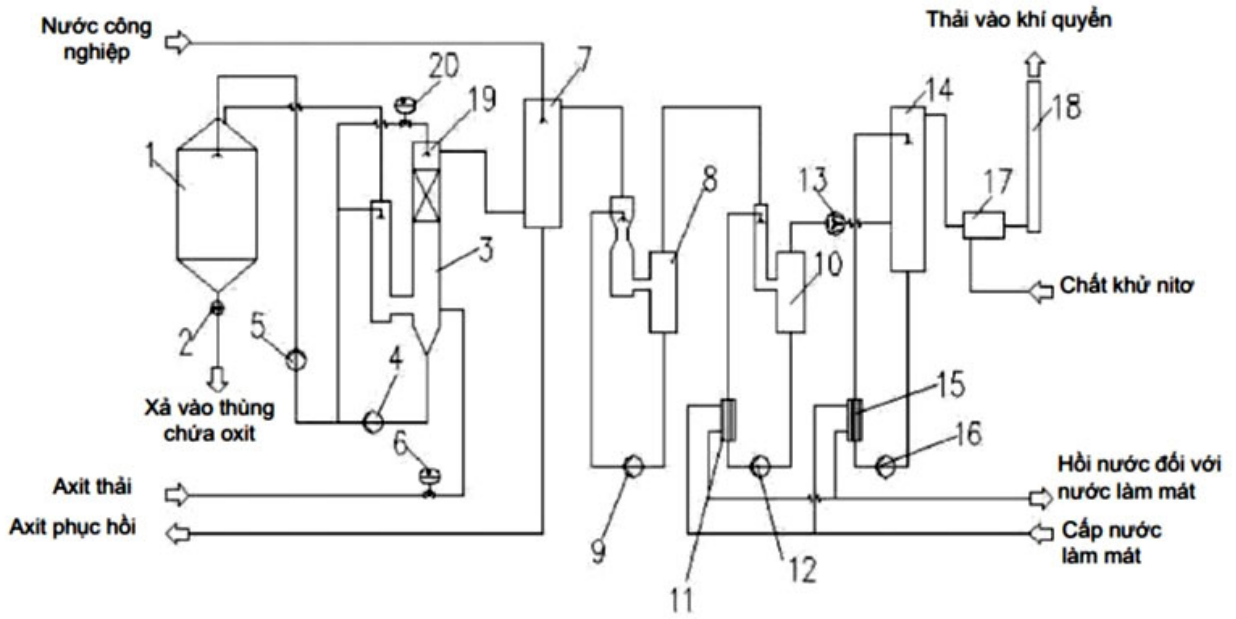 Nước công
nghiệp
Thải vào khí quyển
20
7
19
14
18
1
8
13
17
3
10
Chất khử nitơ
2
5
4
15
Xả vào thùng
chứa oxit
6
16
Axit thải
Hồi nước đối với
nước làm mát
Axit phục hồi
Cấp nước
làm mát
9
11
12